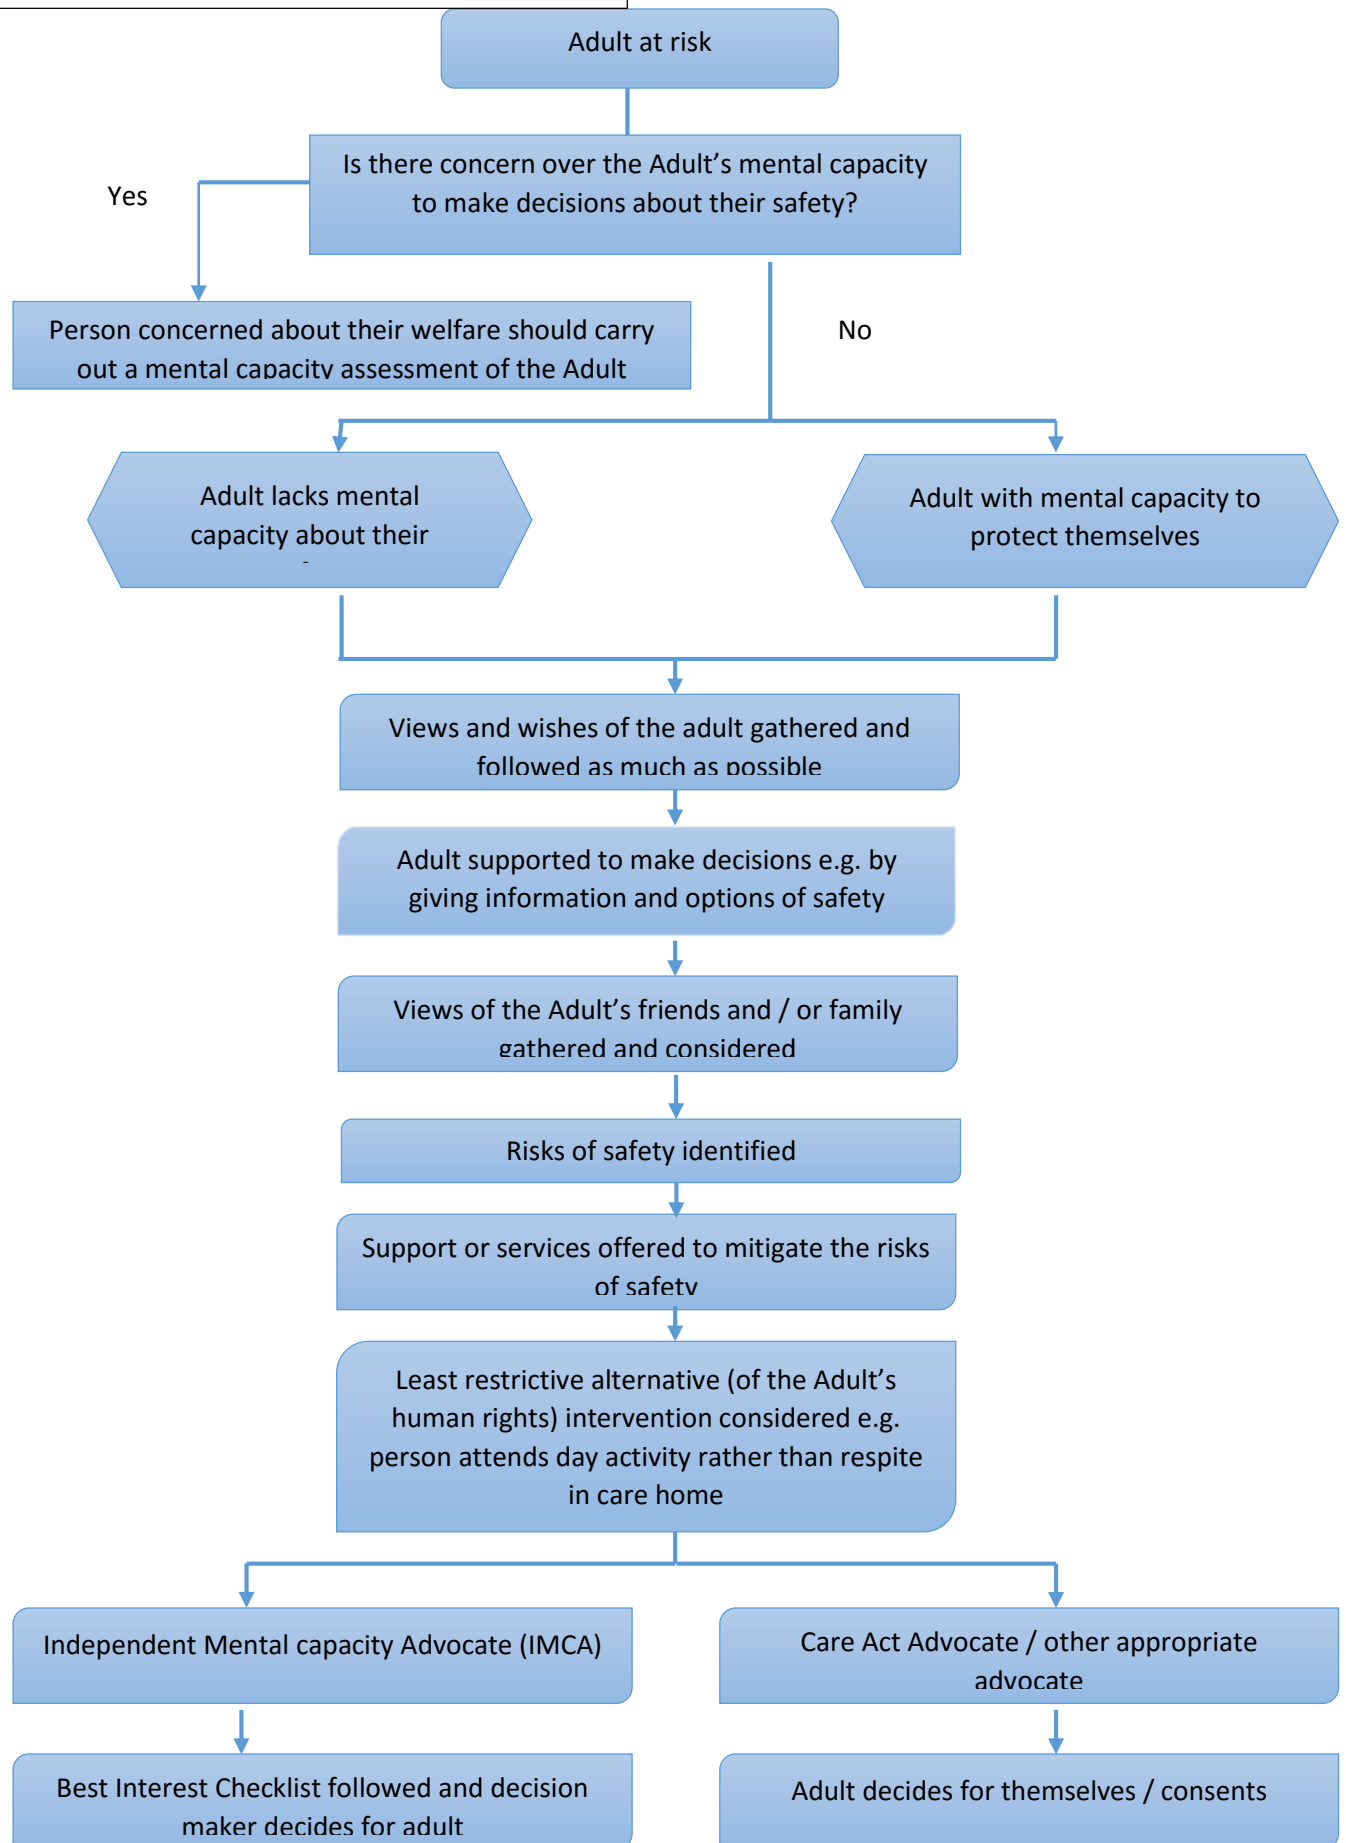 Adult at risk
Is there concern over the Adult's mental capacity
to make decisions about their safety?
Yes
Person concerned about their welfare should carry
out a mental capacity assessment of the Adult
No
Adult lacks mental
capacity about their
Adult with mental capacity to
protect themselves
Views and wishes of the adult gathered and
followed as much as possible
Adult supported to make decisions e.g. by
giving information and options of safety
Views of the Adult's friends and / or family
gathered and considered
Risks of safety identified
Support or services offered to mitigate the risks
of safety
Least restrictive alternative (of the Adult's
human rights) intervention considered e.g.
person attends day activity rather than respite
in care home
Independent Mental capacity Advocate (IMCA)
Care Act Advocate / other appropriate
advocate
Best Interest Checklist followed and decision
maker decides for adult
Adult decides for themselves / consents